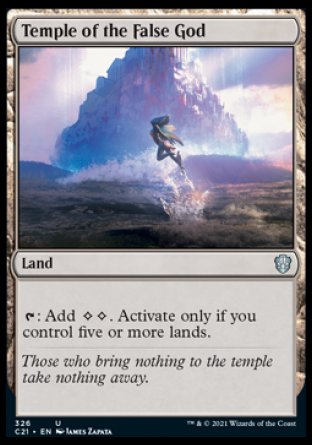 Temple of the False God
Land
: Add ◇◇. Activate only if you
control five or more lands.
Those who bring nothing to the temple
take nothing away.
326 U
C21 • EN JAMES ZAPATA
™ & © 2021 Wizards of the Coast